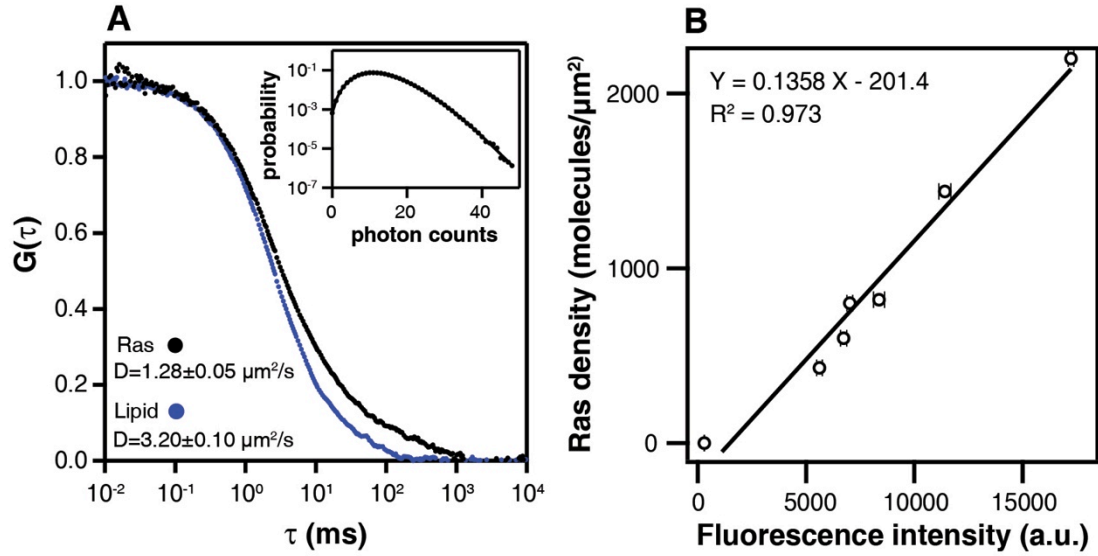 A
G(τ)
1.0
0.8
0.6
0.4
0.2
0.0
10⁻²
10⁻¹
10⁰
10¹
10²
10³
10⁴
τ (ms)
Ras
D=1.28±0.05 µm²/s
Lipid
D=3.20±0.10 µm²/s
probability
10⁻¹
10⁻³
10⁻⁵
10⁻⁷
0
20
40
photon counts
B
Ras density (molecules/µm²)
2000
1000
0
Y = 0.1358 X - 201.4
R² = 0.973
0
5000
10000
15000
Fluorescence intensity (a.u.)